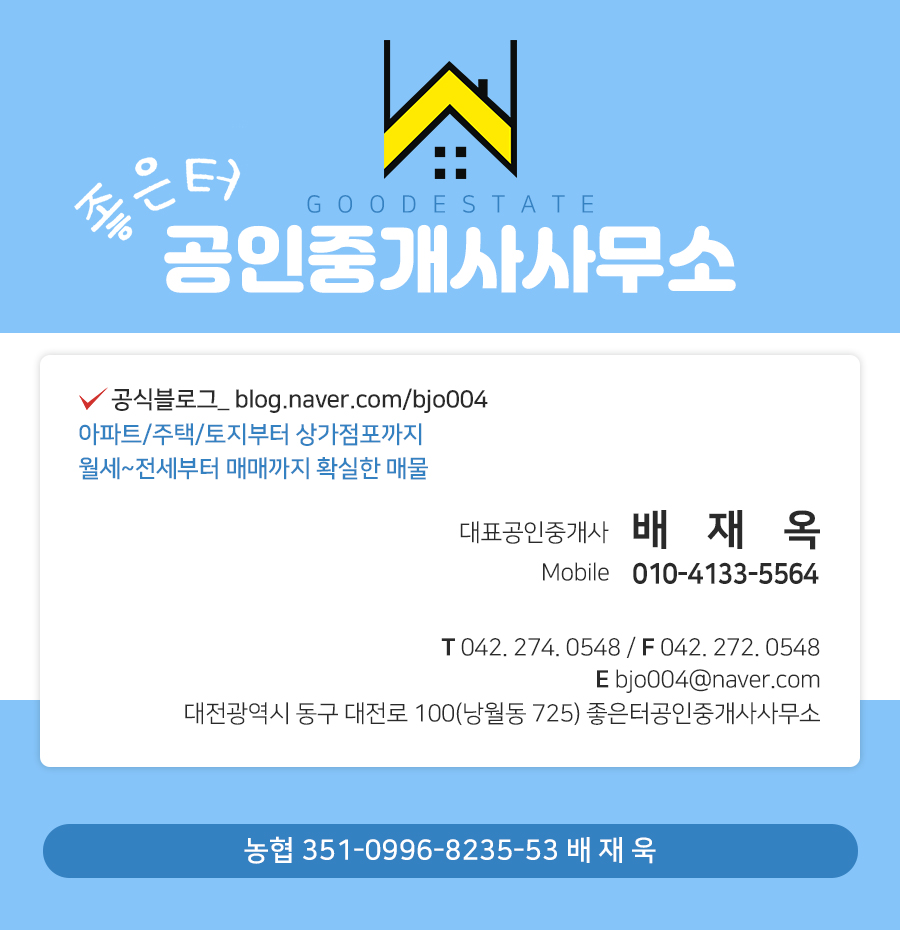 GOODESTATE
좋은터
공인중개사사무소
공식블로그_ blog.naver.com/bjo004
아파트/주택/토지부터 상가점포까지
월세~전세부터 매매까지 확실한 매물
대표공인중개사 배 재 옥
Mobile 010-4133-5564
T 042. 274. 0548 / F 042. 272. 0548
E bjo004@naver.com
대전광역시 동구 대전로 100(낭월동 725) 좋은터공인중개사사무소
농협 351-0996-8235-53 배 재 욱